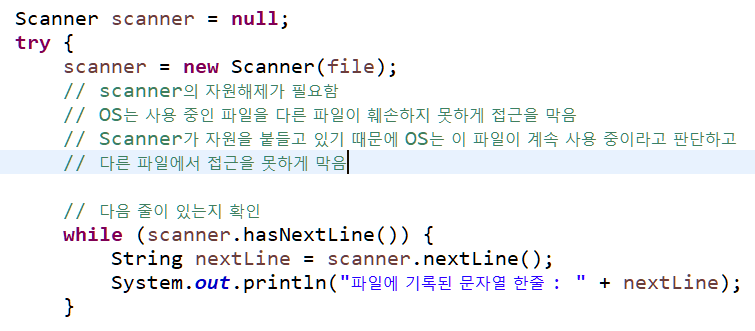 Scanner scanner = null;
try {
scanner = new Scanner(file);
// scanner의 자원해제가 필요함
// OS는 사용 중인 파일을 다른 파일이 훼손하지 못하게 접근을 막음
// Scanner가 자원을 붙들고 있기 때문에 OS는 이 파일이 계속 사용 중이라고 판단하고
// 다른 파일에서 접근을 못하게 막음
// 다음 줄이 있는지 확인
while (scanner.hasNextLine()) {
String nextLine = scanner.nextLine();
System.out.println("파일에 기록된 문자열 한줄 : " + nextLine);
}